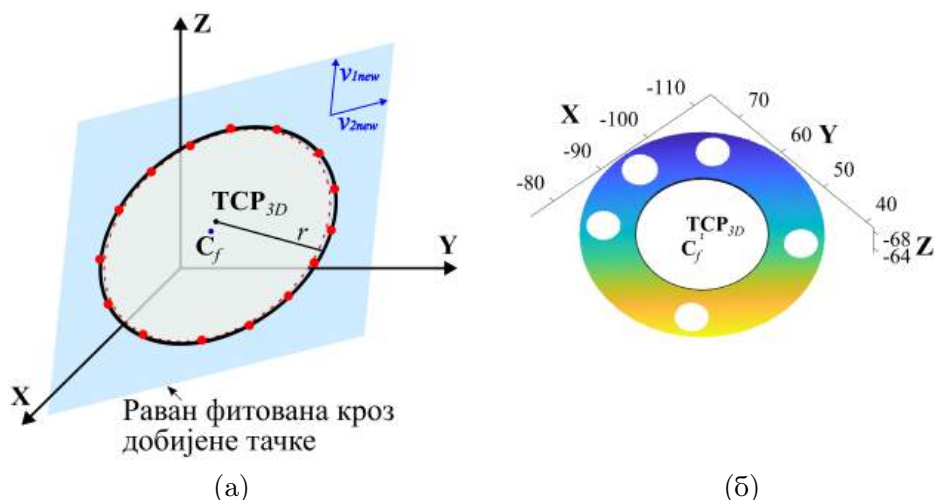 Z
v1new
v2new
TCP3D
r
Cf
Y
X
Раван фитована кроз
добијене тачке
(а)
-110
X
-100
-90
-80
70
60
Y
50
40
-68
-64
Z
TCP3D
Cf
(б)